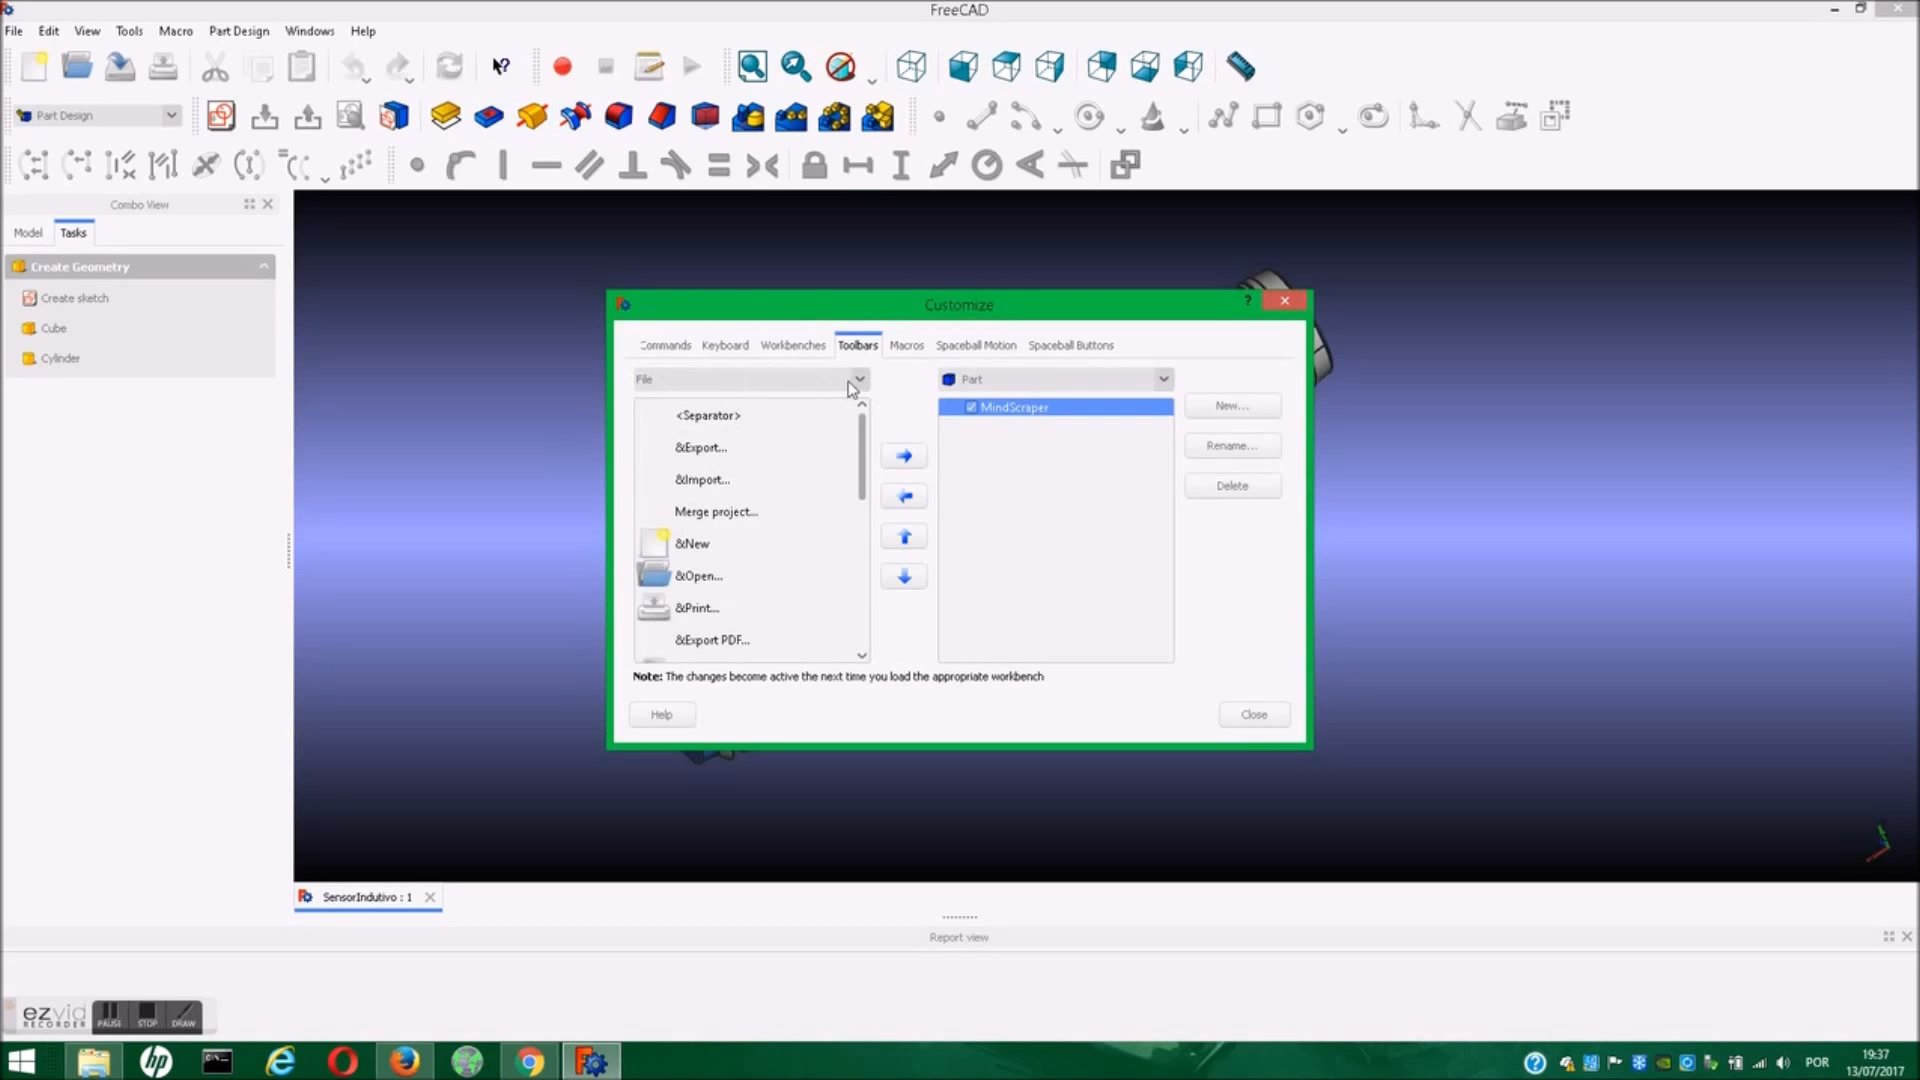 FreeCAD
File Edit View Tools Macro Part Design Windows Help
Part Design
Combo View
Model Tasks
Create Geometry
Create sketch
Cube
Cylinder
Customize
?
Commands Keyboard Workbenches Toolbars Macros Spaceball Motion Spaceball Buttons
File
Part
<Separator>
&Export...
&Import...
Merge project...
&New
&Open...
&Print...
&Export PDF...
MindScraper
New...
Rename...
Delete
Note: The changes become active the next time you load the appropriate workbench
Help
Close
SensorIndutivo : 1
Report view
ezvid
RECORDER
PAUSE STOP DRAW
hp
POR
19:37
13/07/2017